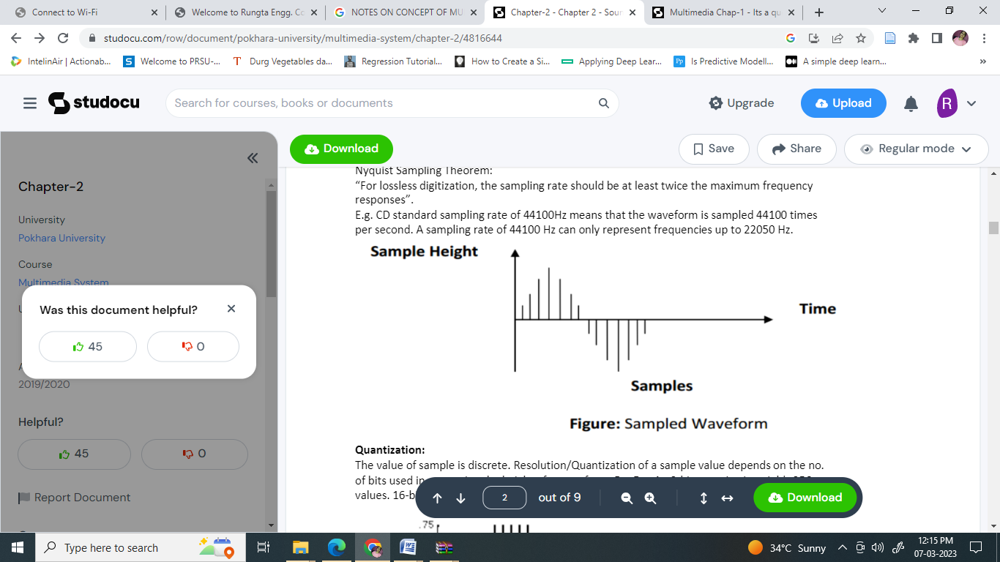 Connect to Wi-Fi
Welcome to Rungta Engg. Co
NOTES ON CONCEPT OF MU
Chapter-2 - Chapter 2 - Sour
Multimedia Chap-1 - Its a qu
studocu.com/row/document/pokhara-university/multimedia-system/chapter-2/4816644
IntelinAir | Actionab...
Welcome to PRSU-...
Durg Vegetables da...
Regression Tutorial...
How to Create a Si...
Applying Deep Lear...
Is Predictive Modell...
A simple deep learn...
studocu
Search for courses, books or documents
Upgrade
Upload
R
Download
Save
Share
Regular mode
Chapter-2
University
Pokhara University
Course
Multimedia System
Was this document helpful?
45
0
2019/2020
Helpful?
45
0
Report Document
Nyquist Sampling Theorem:
“For lossless digitization, the sampling rate should be at least twice the maximum frequency
responses”.
E.g. CD standard sampling rate of 44100Hz means that the waveform is sampled 44100 times
per second. A sampling rate of 44100 Hz can only represent frequencies up to 22050 Hz.
Sample Height
Time
Samples
Figure: Sampled Waveform
Quantization:
The value of sample is discrete. Resolution/Quantization of a sample value depends on the no.
of bits used in
values. 16-b
2
out of 9
Download
.75
Type here to search
34°C Sunny
12:15 PM
07-03-2023